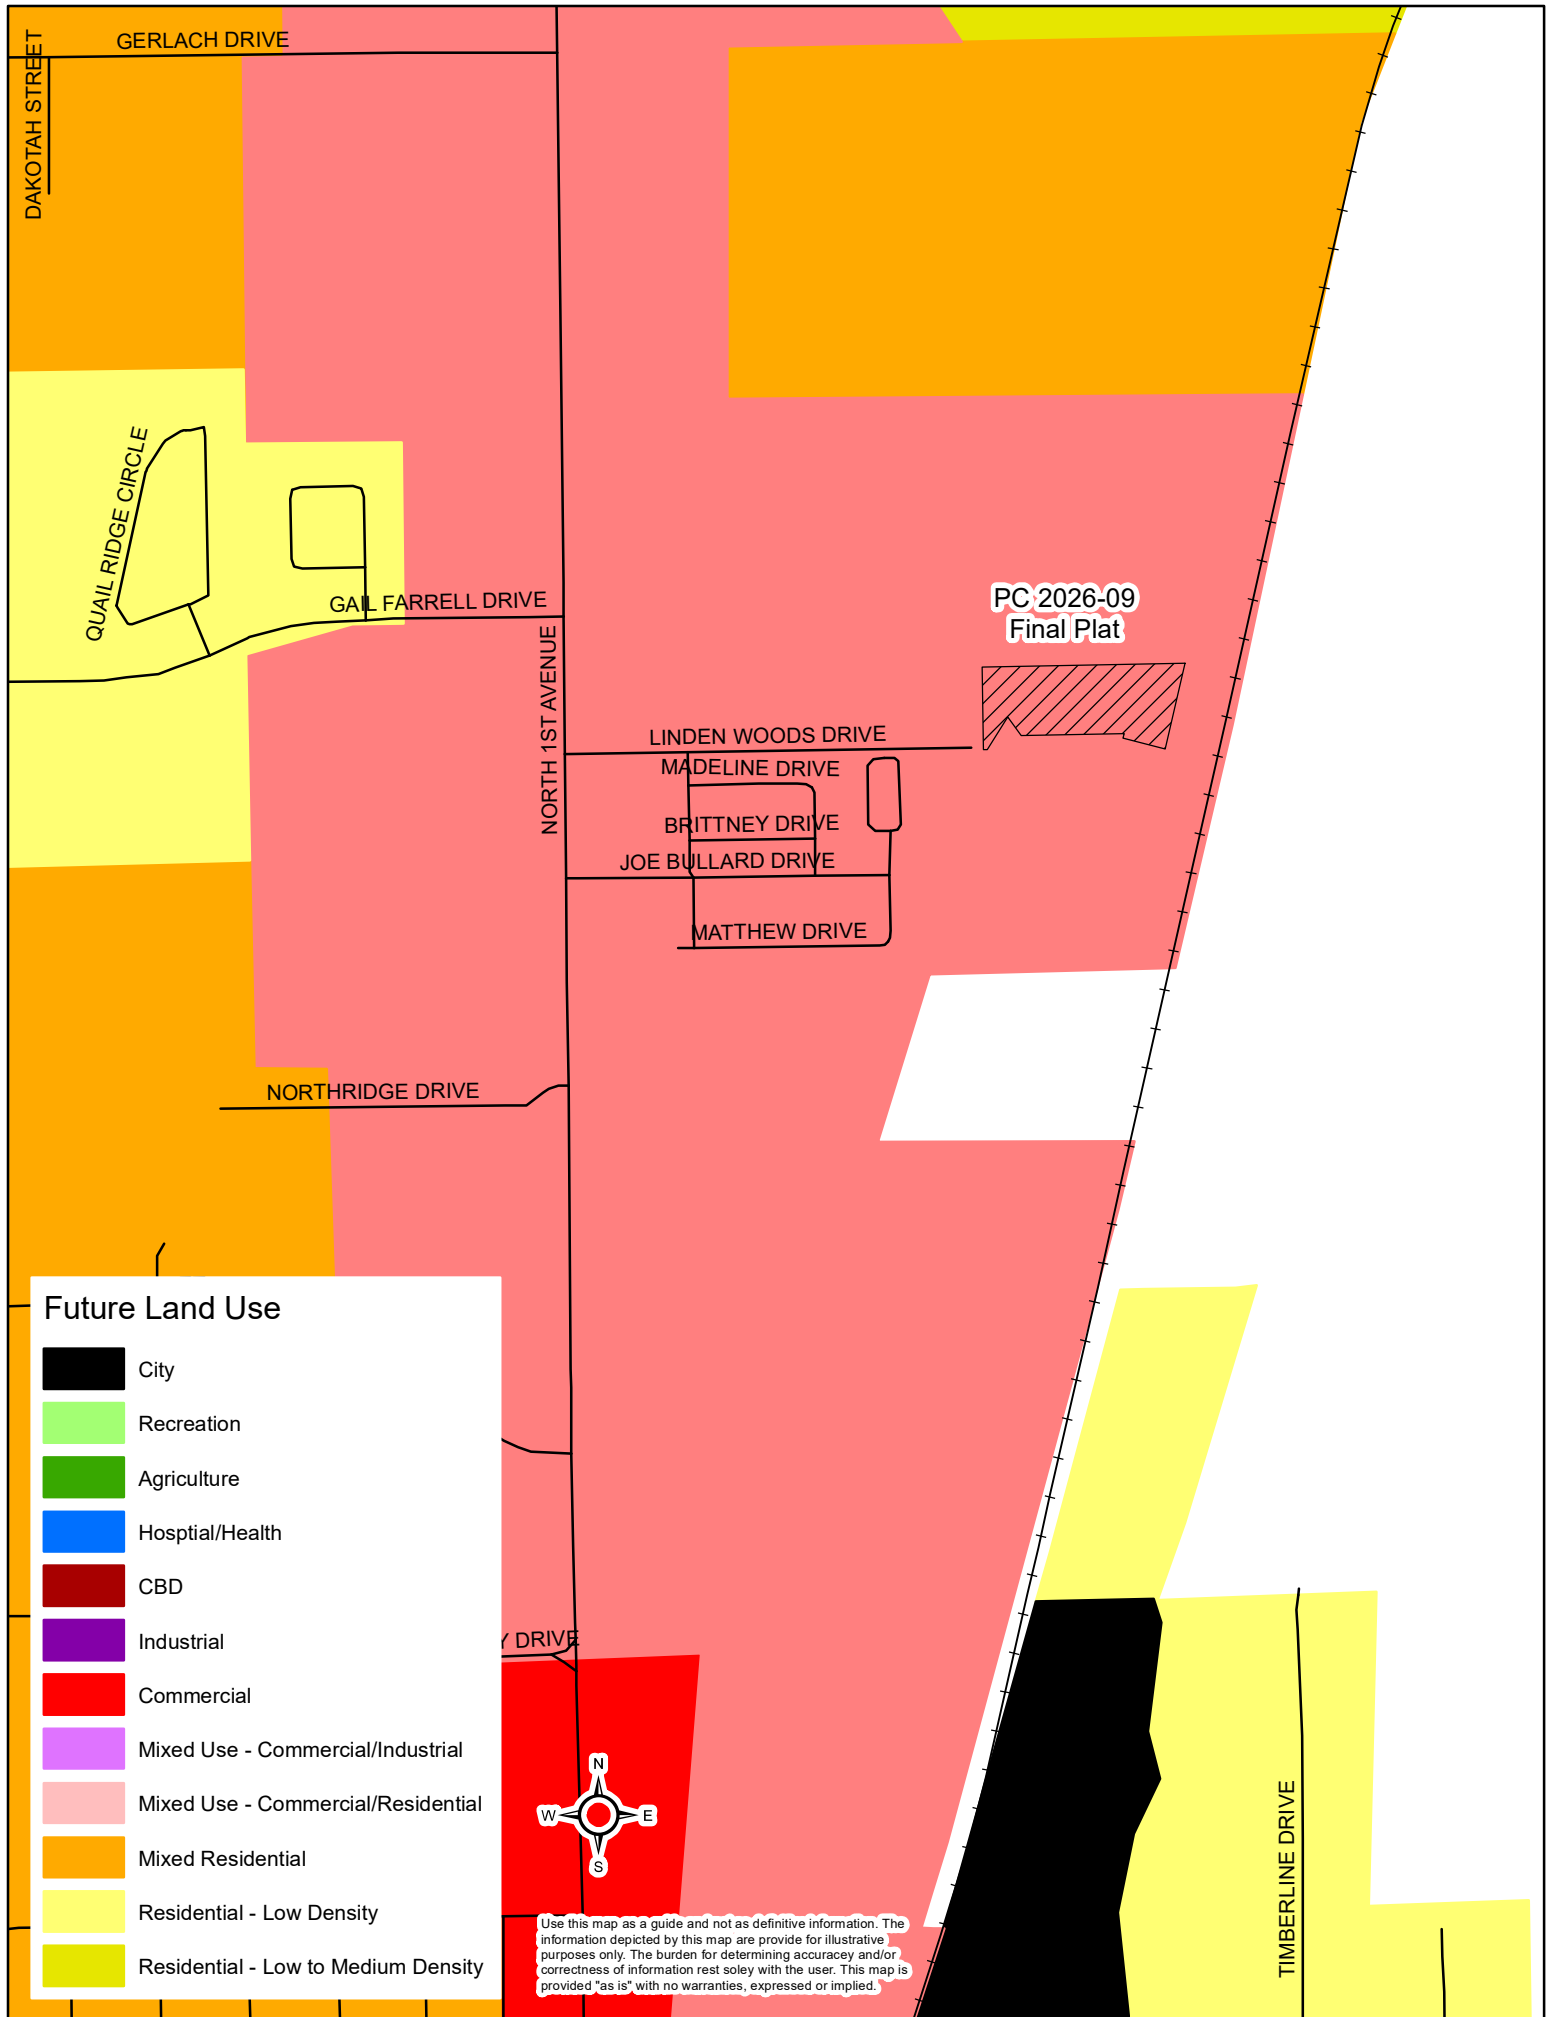 GERLACH DRIVE
DAKOTAH STREET
QUAIL RIDGE CIRCLE
GAIL FARRELL DRIVE
NORTH 1ST AVENUE
PC 2026-09
Final Plat
LINDEN WOODS DRIVE
MADELINE DRIVE
BRITTNEY DRIVE
JOE BULLARD DRIVE
MATTHEW DRIVE
NORTHRIDGE DRIVE
Future Land Use
City
Recreation
Agriculture
Hosptial/Health
CBD
Industrial
Commercial
Mixed Use - Commercial/Industrial
Mixed Use - Commercial/Residential
Mixed Residential
Residential - Low Density
Residential - Low to Medium Density
Y DRIVE
N
W E
S
TIMBERLINE DRIVE
Use this map as a guide and not as definitive information. The
information depicted by this map are provide for illustrative
purposes only. The burden for determining accuracey and/or
correctness of information rest soley with the user. This map is
provided "as is" with no warranties, expressed or implied.